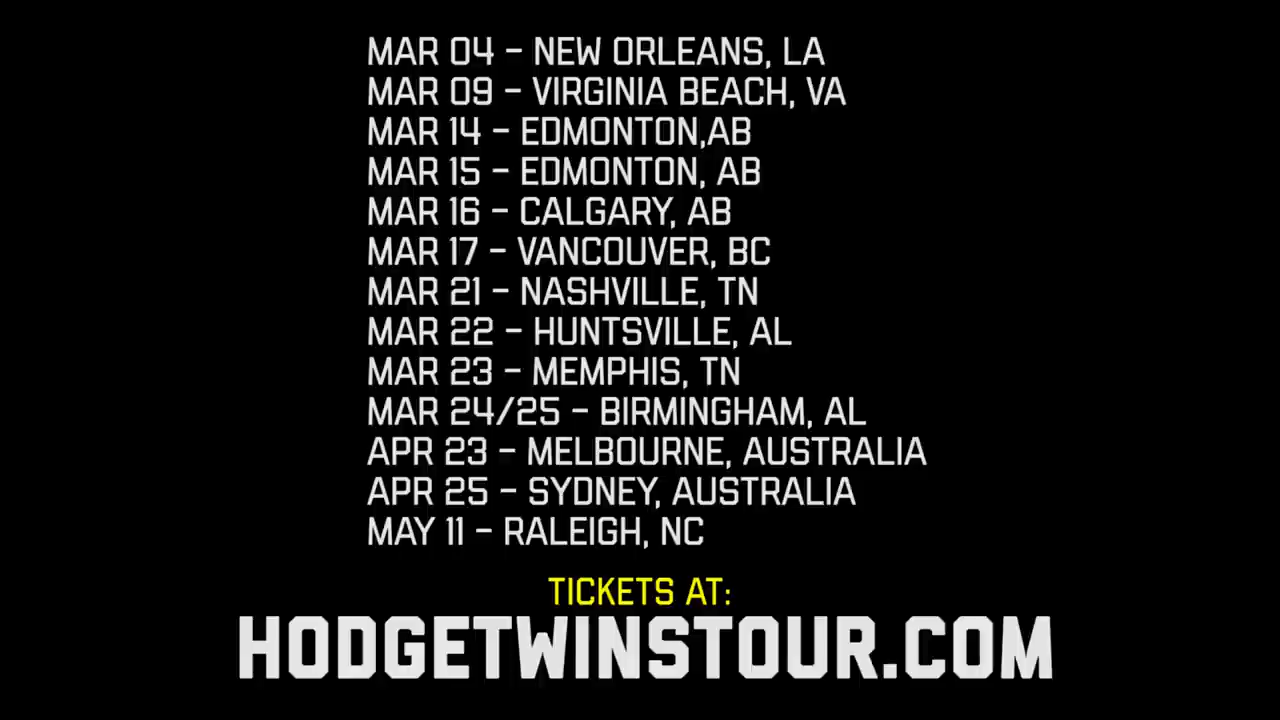 MAR 04 – NEW ORLEANS, LA
MAR 09 – VIRGINIA BEACH, VA
MAR 14 – EDMONTON,AB
MAR 15 – EDMONTON, AB
MAR 16 – CALGARY, AB
MAR 17 – VANCOUVER, BC
MAR 21 – NASHVILLE, TN
MAR 22 – HUNTSVILLE, AL
MAR 23 – MEMPHIS, TN
MAR 24/25 – BIRMINGHAM, AL
APR 23 – MELBOURNE, AUSTRALIA
APR 25 – SYDNEY, AUSTRALIA
MAY 11 – RALEIGH, NC
TICKETS AT:
HODGETWINSTOUR.COM